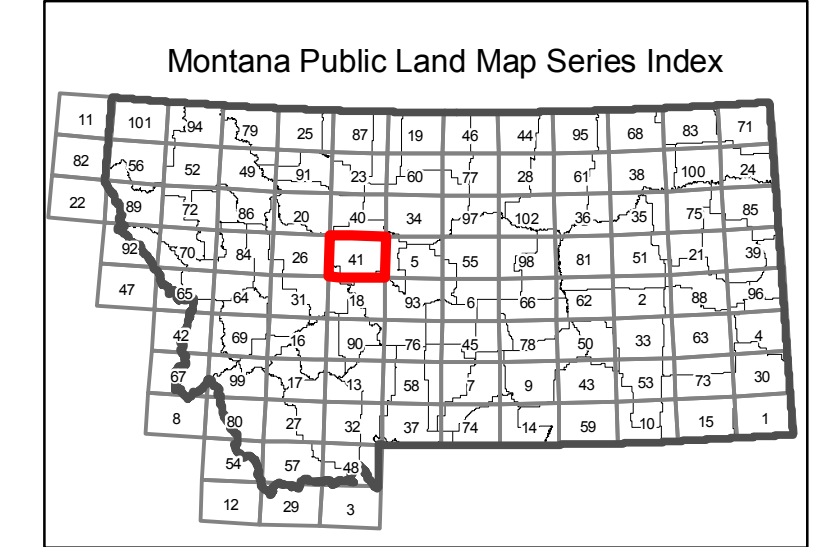 Montana Public Land Map Series Index
11 101 94 79 25 87 19 46 44 95 68 83 71
82 56 52 49 91 23 60 77 28 61 38 100 24
22 89 72 86 20 40 34 97 102 36 35 75 85
92 70 84 26 41 5 55 98 81 51 21 39
47 65 64 31 18 93 6 66 62 2 88 96
42 69 16 90 76 45 78 50 33 63 4
67 99 17 13 58 7 9 43 53 73 30
8 80 27 32 37 74 14 59 10 15 1
54 57 48
12 29 3